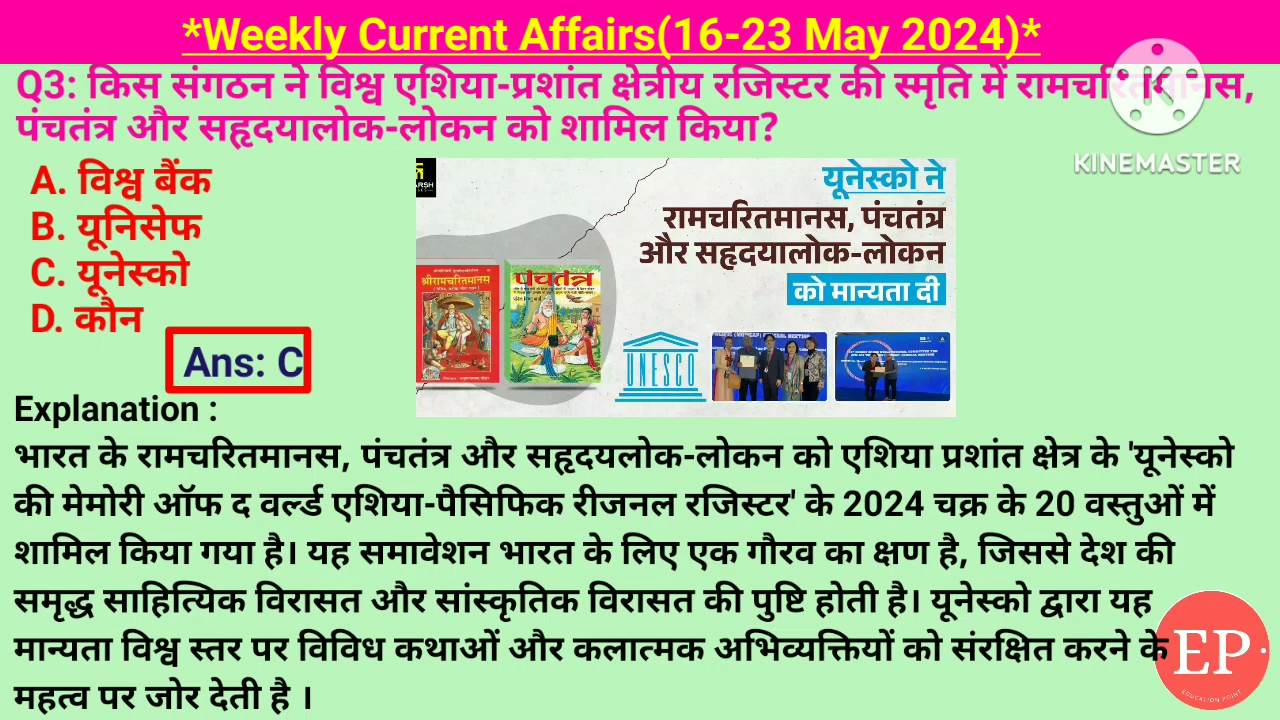 *Weekly Current Affairs(16-23 May 2024)*
Q3: किस संगठन ने विश्व एशिया-प्रशांत क्षेत्रीय रजिस्टर की स्मृति में रामचरितमानस,
पंचतंत्र और सहृदयालोक-लोकन को शामिल किया?
KINEMASTER
A. विश्व बैंक
B. यूनिसेफ
C. यूनेस्को
D. कौन
Ans: C
यूनेस्को ने
रामचरितमानस, पंचतंत्र
और सहृदयालोक-लोकन
को मान्यता दी
श्रीरामचरितमानस
पंचतंत्र
UNESCO
Explanation :
भारत के रामचरितमानस, पंचतंत्र और सहृदयलोक-लोकन को एशिया प्रशांत क्षेत्र के 'यूनेस्को
की मेमोरी ऑफ द वर्ल्ड एशिया-पैसिफिक रीजनल रजिस्टर' के 2024 चक्र के 20 वस्तुओं में
शामिल किया गया है। यह समावेशन भारत के लिए एक गौरव का क्षण है, जिससे देश की
समृद्ध साहित्यिक विरासत और सांस्कृतिक विरासत की पुष्टि होती है। यूनेस्को द्वारा यह
मान्यता विश्व स्तर पर विविध कथाओं और कलात्मक अभिव्यक्तियों को संरक्षित करने के
महत्व पर जोर देती है ।
EP
EDUCATION POINT